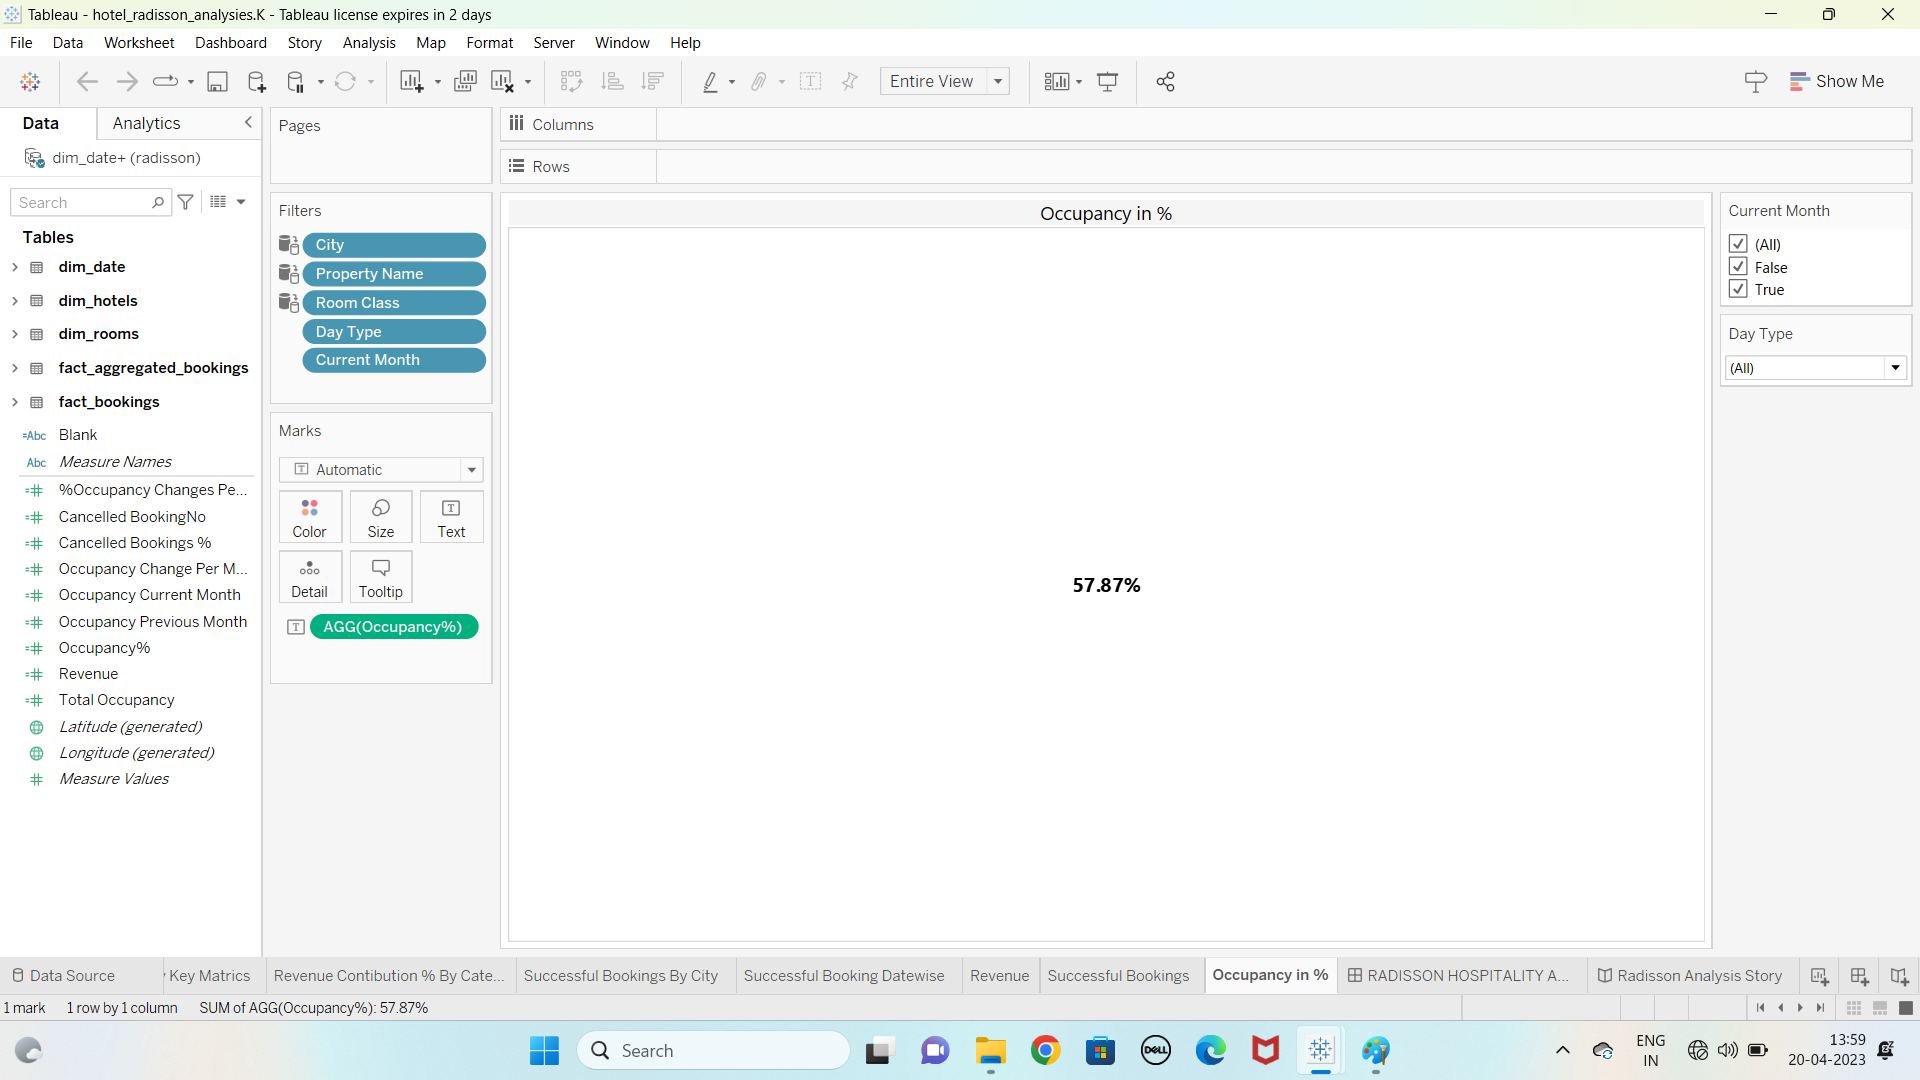 Tableau - hotel_radisson_analysies.K - Tableau license expires in 2 days
File Data Worksheet Dashboard Story Analysis Map Format Server Window Help
Entire View
Show Me
Data Analytics
dim_date+ (radisson)
Search
Tables
dim_date
dim_hotels
dim_rooms
fact_aggregated_bookings
fact_bookings
=Abc Blank
Abc Measure Names
=# %Occupancy Changes Pe...
=# Cancelled BookingNo
=# Cancelled Bookings %
=# Occupancy Change Per M...
=# Occupancy Current Month
=# Occupancy Previous Month
=# Occupancy%
=# Revenue
=# Total Occupancy
Latitude (generated)
Longitude (generated)
# Measure Values
Pages
Filters
City
Property Name
Room Class
Day Type
Current Month
Marks
T Automatic
Color Size T Text
Detail Tooltip
T AGG(Occupancy%)
Columns
Rows
Occupancy in %
57.87%
Current Month
(All)
False
True
Day Type
(All)
Data Source Key Matrics Revenue Contibution % By Cate... Successful Bookings By City Successful Booking Datewise Revenue Successful Bookings Occupancy in % RADISSON HOSPITALITY A... Radisson Analysis Story
1 mark 1 row by 1 column SUM of AGG(Occupancy%): 57.87%
Search
DELL
ENG
IN
13:59
20-04-2023